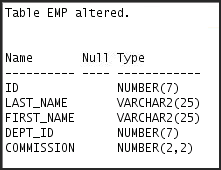 Table EMP altered.
Name Null Type
---------- ---- ------------
ID NUMBER(7)
LAST_NAME VARCHAR2(25)
FIRST_NAME VARCHAR2(25)
DEPT_ID NUMBER(7)
COMMISSION NUMBER(2,2)